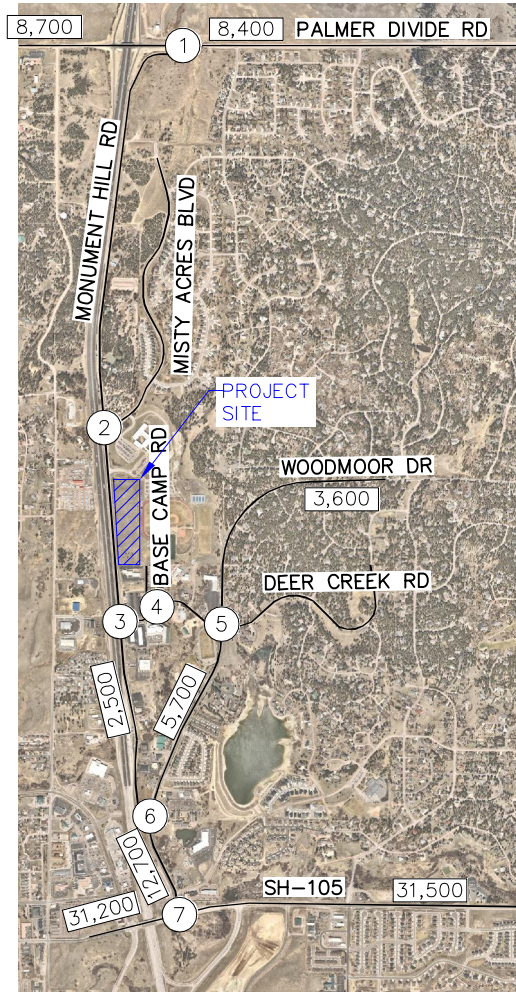 8,700
1
8,400
PALMER DIVIDE RD
MONUMENT HILL RD
MISTY ACRES BLVD
PROJECT
SITE
2
BASE CAMP RD
WOODMOOR DR
3,600
DEER CREEK RD
3
4
5
2,500
5,700
6
12,700
SH-105
31,500
31,200
7